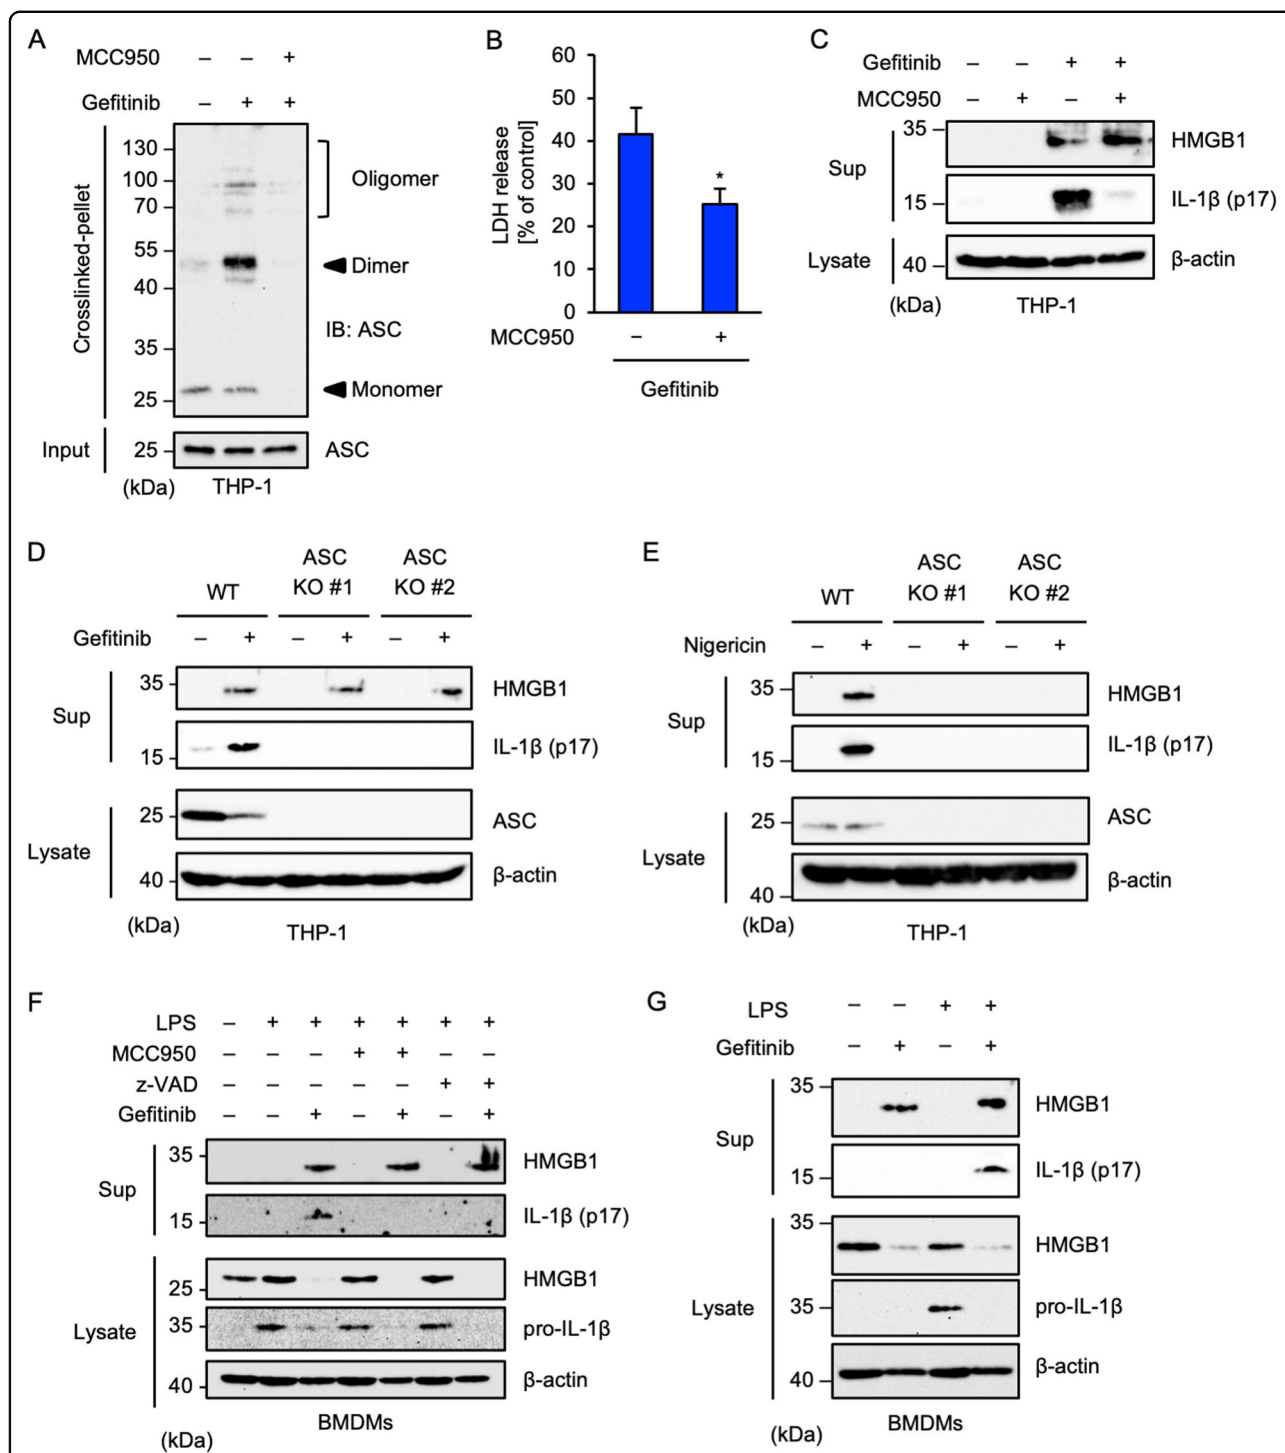 A
MCC950 – – +
Gefitinib – + +
Crosslinked-pellet
130
100
70
55
40
35
25
Oligomer
Dimer
IB: ASC
Monomer
Input
25
ASC
(kDa)
THP-1
B
LDH release
[% of control]
60
50
40
30
20
10
0
*
MCC950 – +
Gefitinib
C
Gefitinib – – + +
MCC950 – + – +
Sup
35
HMGB1
15
IL-1β (p17)
Lysate
40
β-actin
(kDa)
THP-1
D
WT
ASC
KO #1
ASC
KO #2
Gefitinib – + – + – +
Sup
35
HMGB1
15
IL-1β (p17)
Lysate
25
ASC
40
β-actin
(kDa)
THP-1
E
WT
ASC
KO #1
ASC
KO #2
Nigericin – + – + – +
Sup
35
HMGB1
15
IL-1β (p17)
Lysate
25
ASC
40
β-actin
(kDa)
THP-1
F
LPS – + + + + + +
MCC950 – – – + + – –
z-VAD – – – – – + +
Gefitinib – – + – + – +
Sup
35
HMGB1
15
IL-1β (p17)
Lysate
25
HMGB1
35
pro-IL-1β
40
β-actin
(kDa)
BMDMs
G
LPS – – + +
Gefitinib – + – +
Sup
35
HMGB1
15
IL-1β (p17)
Lysate
35
HMGB1
35
pro-IL-1β
40
β-actin
(kDa)
BMDMs